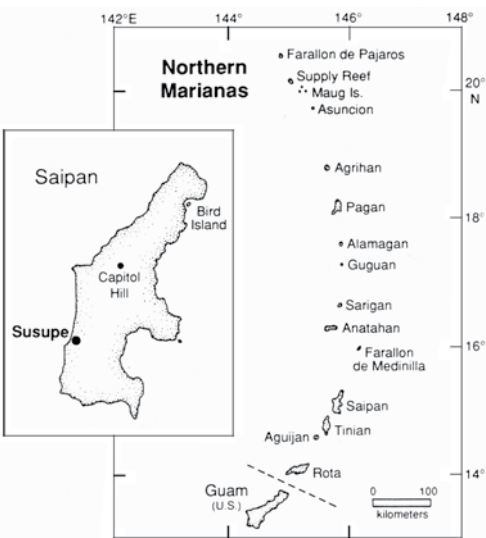 142°E
144°
146°
148°
Northern
Marianas
Farallon de Pajaros
Supply Reef
Maug Is.
Asuncion
20°
N
Agrihan
Pagan
18°
Alamagan
Guguan
Sarigan
Anatahan
16°
Farallon
de Medinilla
Saipan
Tinian
Aguijan
Rota
14°
Guam
(U.S.)
0
100
kilometers
Saipan
Bird
Island
Capitol
Hill
Susupe